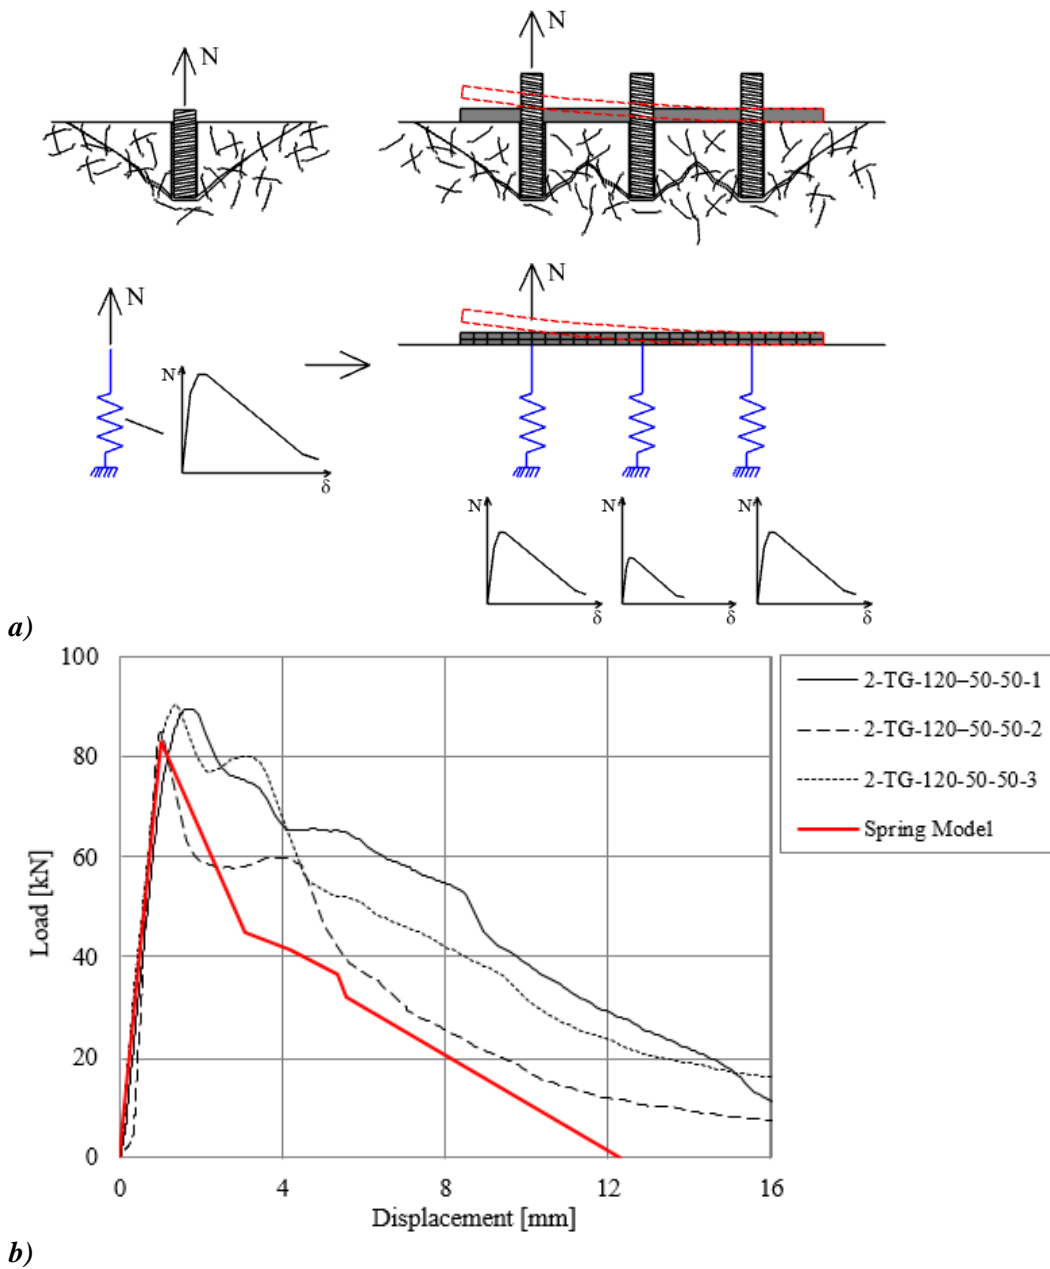 N
N
N
N
N
δ
N
δ
N
δ
N
δ
a)
100
80
60
40
20
0
Load [kN]
0
4
8
12
16
Displacement [mm]
2-TG-120–50-50-1
2-TG-120–50-50-2
2-TG-120-50-50-3
Spring Model
b)